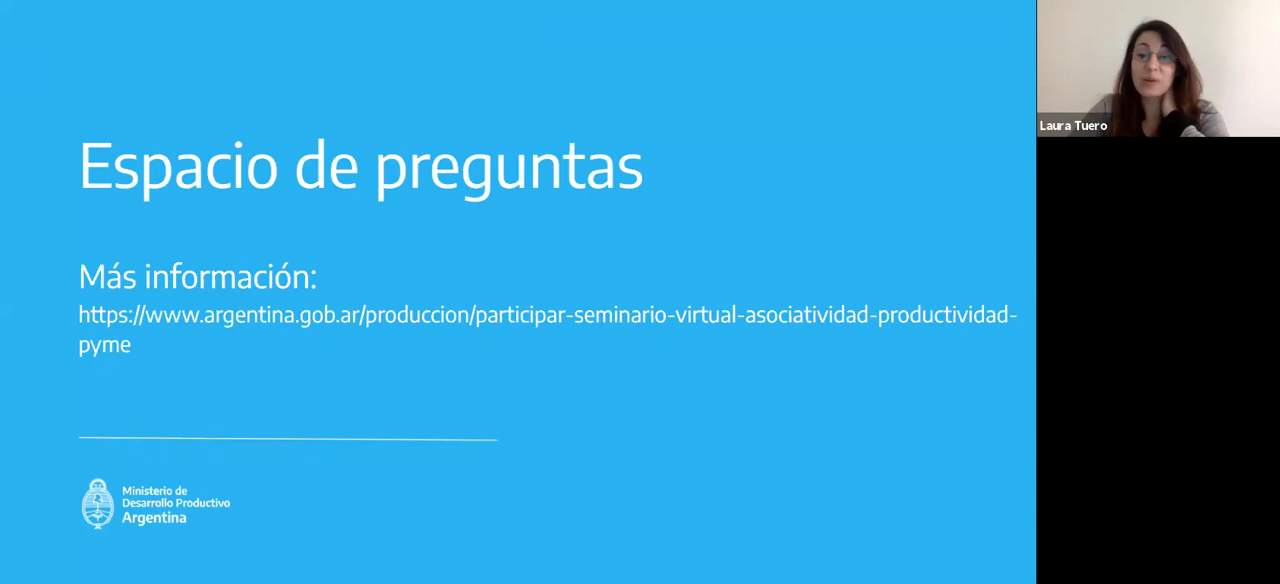 Espacio de preguntas
Más información:
https://www.argentina.gob.ar/produccion/participar-seminario-virtual-asociatividad-productividad-
pyme
Ministerio de
Desarrollo Productivo
Argentina
Laura Tuero